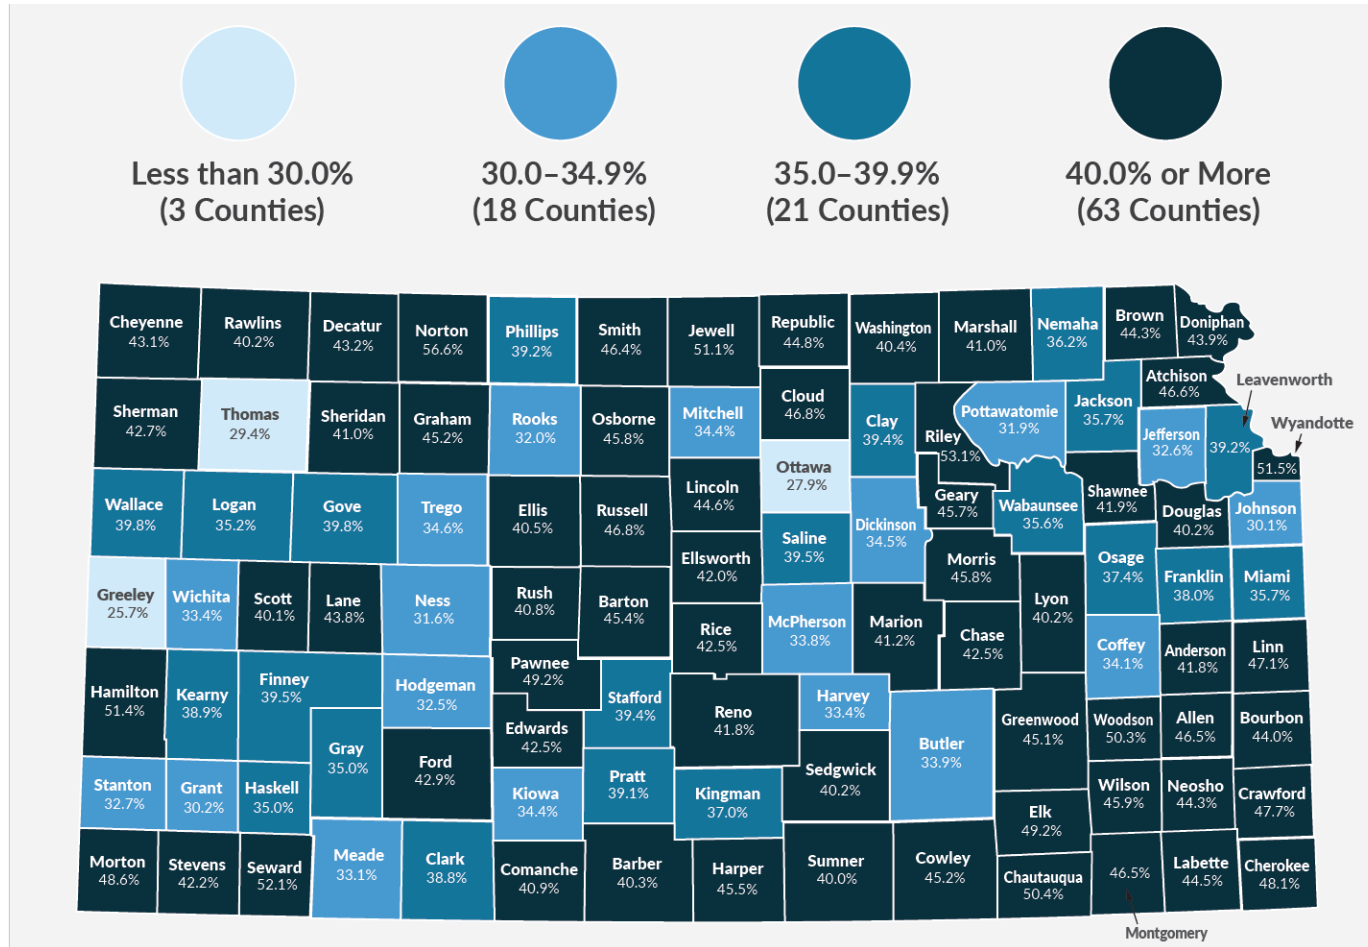 Less than 30.0%
(3 Counties)
30.0–34.9%
(18 Counties)
35.0–39.9%
(21 Counties)
40.0% or More
(63 Counties)
Cheyenne
43.1%
Rawlins
40.2%
Decatur
43.2%
Norton
56.6%
Phillips
39.2%
Smith
46.4%
Jewell
51.1%
Republic
44.8%
Washington
40.4%
Marshall
41.0%
Nemaha
36.2%
Brown
44.3%
Doniphan
43.9%
Sherman
42.7%
Thomas
29.4%
Sheridan
41.0%
Graham
45.2%
Rooks
32.0%
Osborne
45.8%
Mitchell
34.4%
Cloud
46.8%
Clay
39.4%
Riley
53.1%
Pottawatomie
31.9%
Jackson
35.7%
Atchison
46.6%
Jefferson
32.6%
Leavenworth
39.2%
Wyandotte
51.5%
Wallace
39.8%
Logan
35.2%
Gove
39.8%
Trego
34.6%
Ellis
40.5%
Russell
46.8%
Lincoln
44.6%
Ottawa
27.9%
Saline
39.5%
Dickinson
34.5%
Geary
45.7%
Wabaunsee
35.6%
Shawnee
41.9%
Douglas
40.2%
Johnson
30.1%
Ellsworth
42.0%
Morris
45.8%
Osage
37.4%
Franklin
38.0%
Miami
35.7%
Greeley
25.7%
Wichita
33.4%
Scott
40.1%
Lane
43.8%
Ness
31.6%
Rush
40.8%
Barton
45.4%
Rice
42.5%
McPherson
33.8%
Marion
41.2%
Chase
42.5%
Lyon
40.2%
Coffey
34.1%
Anderson
41.8%
Linn
47.1%
Hamilton
51.4%
Kearny
38.9%
Finney
39.5%
Hodgeman
32.5%
Pawnee
49.2%
Stafford
39.4%
Edwards
42.5%
Reno
41.8%
Harvey
33.4%
Butler
33.9%
Greenwood
45.1%
Woodson
50.3%
Allen
46.5%
Bourbon
44.0%
Gray
35.0%
Ford
42.9%
Stanton
32.7%
Grant
30.2%
Haskell
35.0%
Kiowa
34.4%
Pratt
39.1%
Kingman
37.0%
Sedgwick
40.2%
Elk
49.2%
Wilson
45.9%
Neosho
44.3%
Crawford
47.7%
Morton
48.6%
Stevens
42.2%
Seward
52.1%
Meade
33.1%
Clark
38.8%
Comanche
40.9%
Barber
40.3%
Harper
45.5%
Sumner
40.0%
Cowley
45.2%
Chautauqua
50.4%
46.5%
Montgomery
Labette
44.5%
Cherokee
48.1%